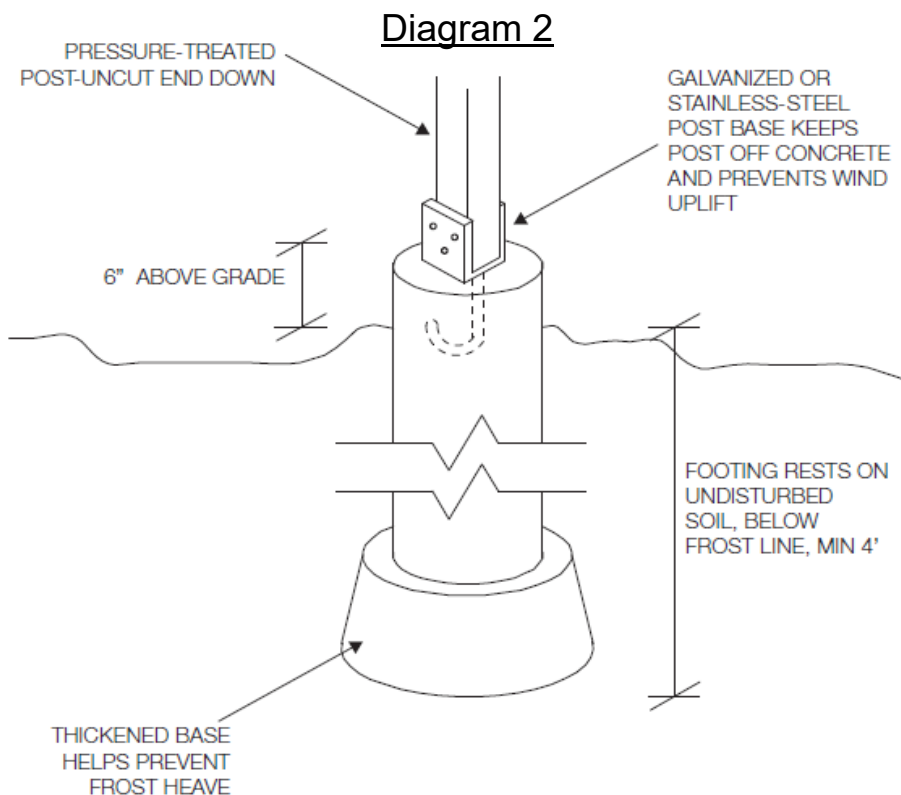 Diagram 2
PRESSURE-TREATED
POST-UNCUT END DOWN
GALVANIZED OR
STAINLESS-STEEL
POST BASE KEEPS
POST OFF CONCRETE
AND PREVENTS WIND
UPLIFT
6” ABOVE GRADE
FOOTING RESTS ON
UNDISTURBED
SOIL, BELOW
FROST LINE, MIN 4’
THICKENED BASE
HELPS PREVENT
FROST HEAVE